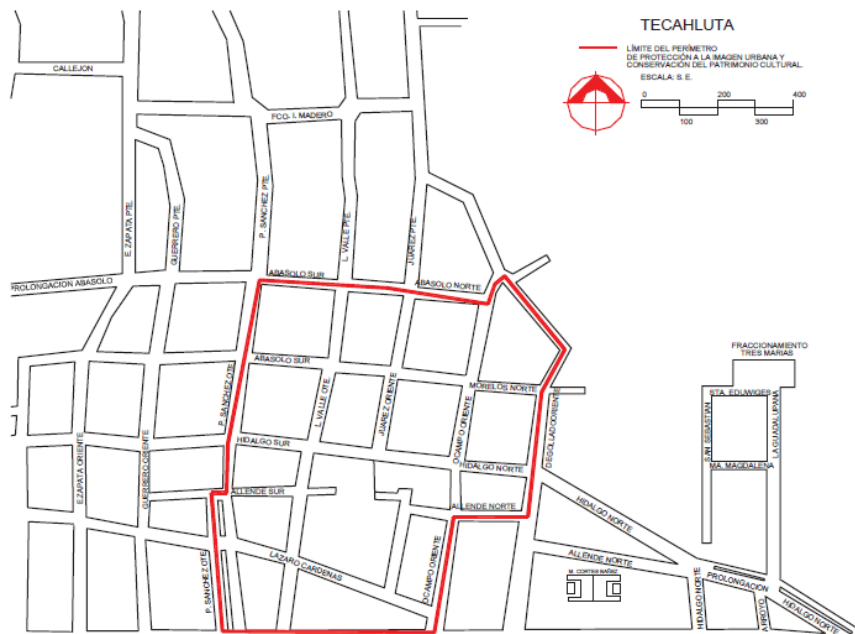 TECAHLUTA
LÍMITE DEL PERÍMETRO
DE PROTECCIÓN A LA IMAGEN URBANA Y
CONSERVACIÓN DEL PATRIMONIO CULTURAL.
ESCALA: S. E.
0 200 400
100 300
CALLEJON
FCO- I. MADERO
E. ZAPATA PTE.
GUERRERO PTE.
P. SANCHEZ PTE.
L. VALLE PTE.
JUAREZ PTE.
PROLONGACION ABASOLO
ABASOLO SUR
ABASOLO NORTE
ABASOLO SUR
MORELOS NORTE
P. SANCHEZ OTE.
L. VALLE OTE.
JUAREZ ORIENTE
OCAMPO ORIENTE
DEGOLLADO ORIENTE
FRACCIONAMIENTO
TRES MARIAS
STA. EDUWIGES
SAN SEBASTIAN
LA GUADALUPANA
MA. MAGDALENA
E.ZAPATA ORIENTE
GUERRERO ORIENTE
HIDALGO SUR
HIDALGO NORTE
ALLENDE SUR
ALLENDE NORTE
HIDALGO NORTE
LAZARO CARDENAS
P. SANCHEZ OTE.
OCAMPO ORIENTE
ALLENDE NORTE
M. CORTES
PROLONGACION
HIDALGO NORTE
ARROYO
HIDALGO NORTE